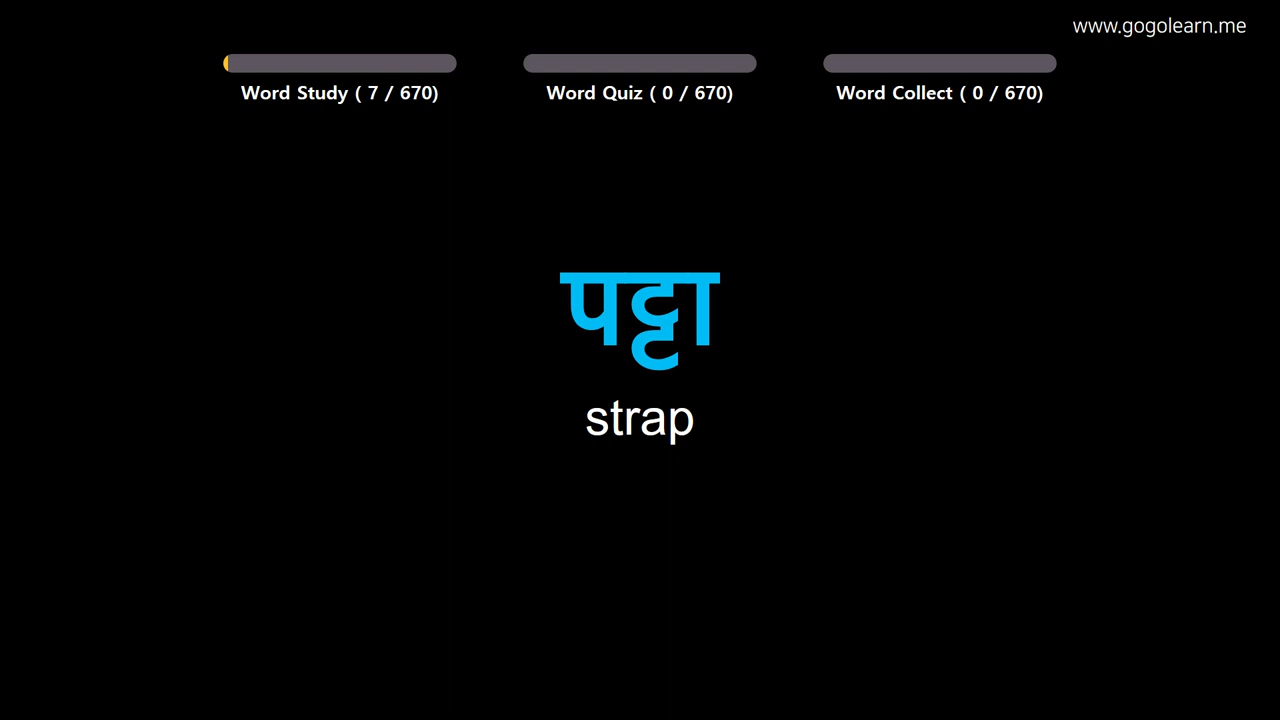 www.gogolearn.me
Word Study ( 7 / 670)
Word Quiz ( 0 / 670)
Word Collect ( 0 / 670)
पट्टा
strap